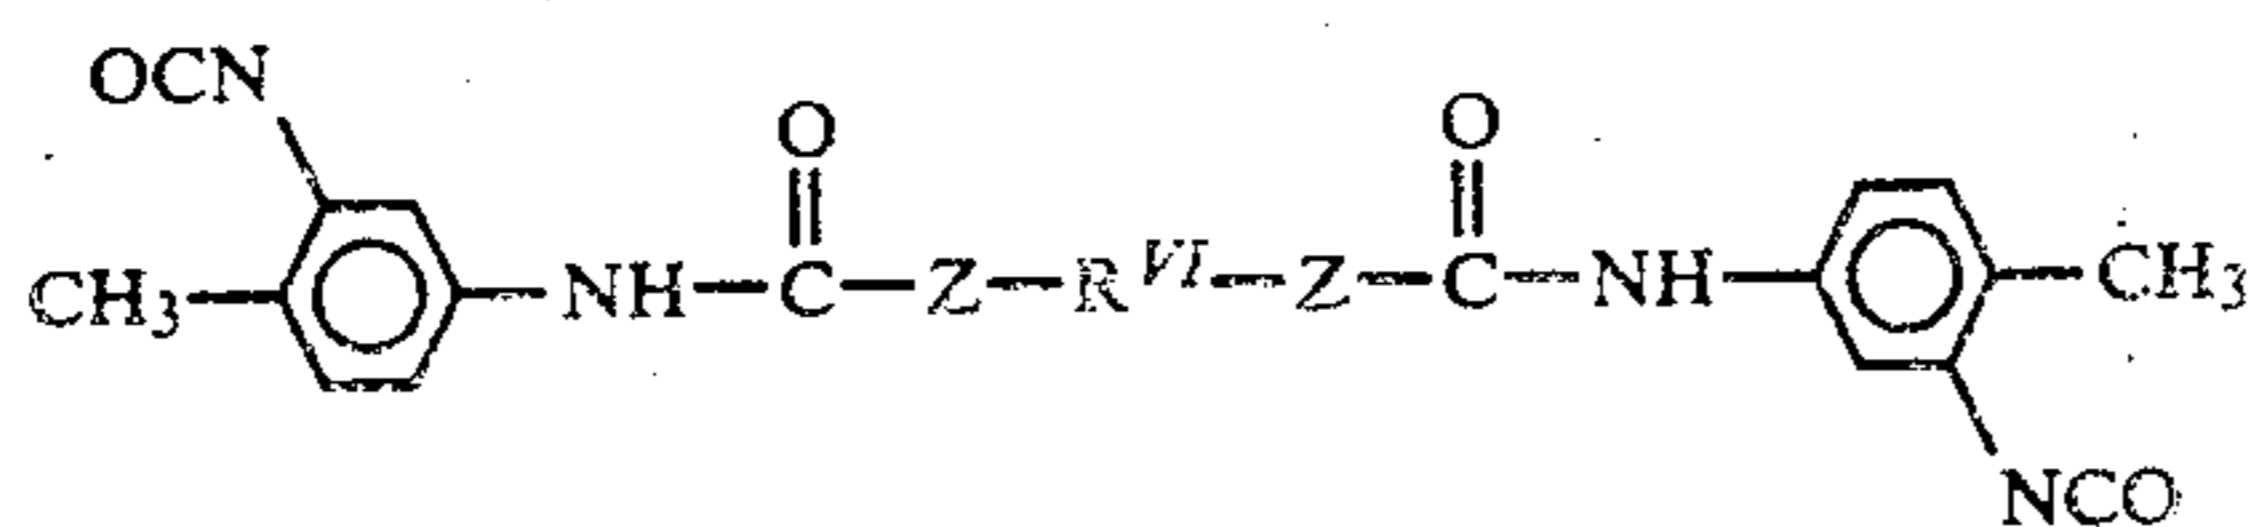 OCN
O
O
CH3 NH C Z R VI Z C NH CH3
NCO